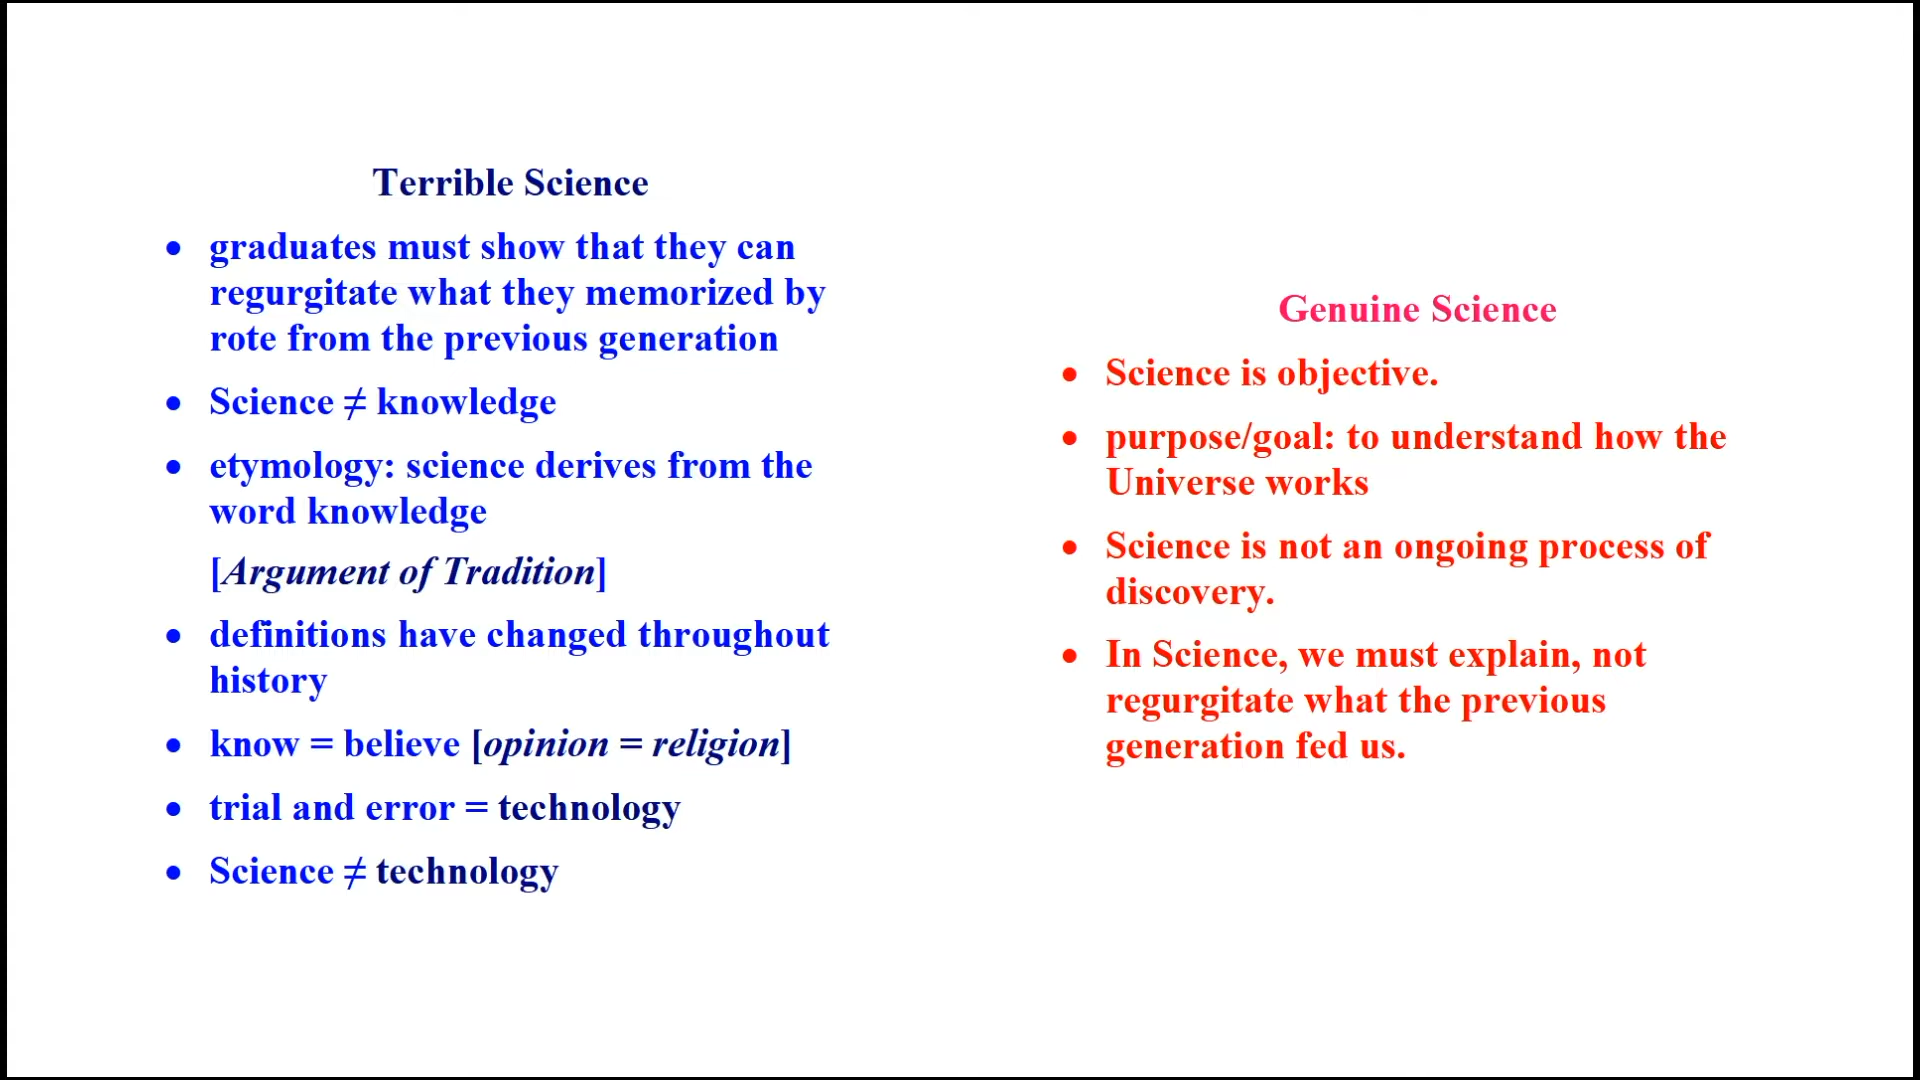 Terrible Science
• graduates must show that they can
regurgitate what they memorized by
rote from the previous generation
• Science ≠ knowledge
• etymology: science derives from the
word knowledge
[Argument of Tradition]
• definitions have changed throughout
history
• know = believe [opinion = religion]
• trial and error = technology
• Science ≠ technology
Genuine Science
• Science is objective.
• purpose/goal: to understand how the
Universe works
• Science is not an ongoing process of
discovery.
• In Science, we must explain, not
regurgitate what the previous
generation fed us.